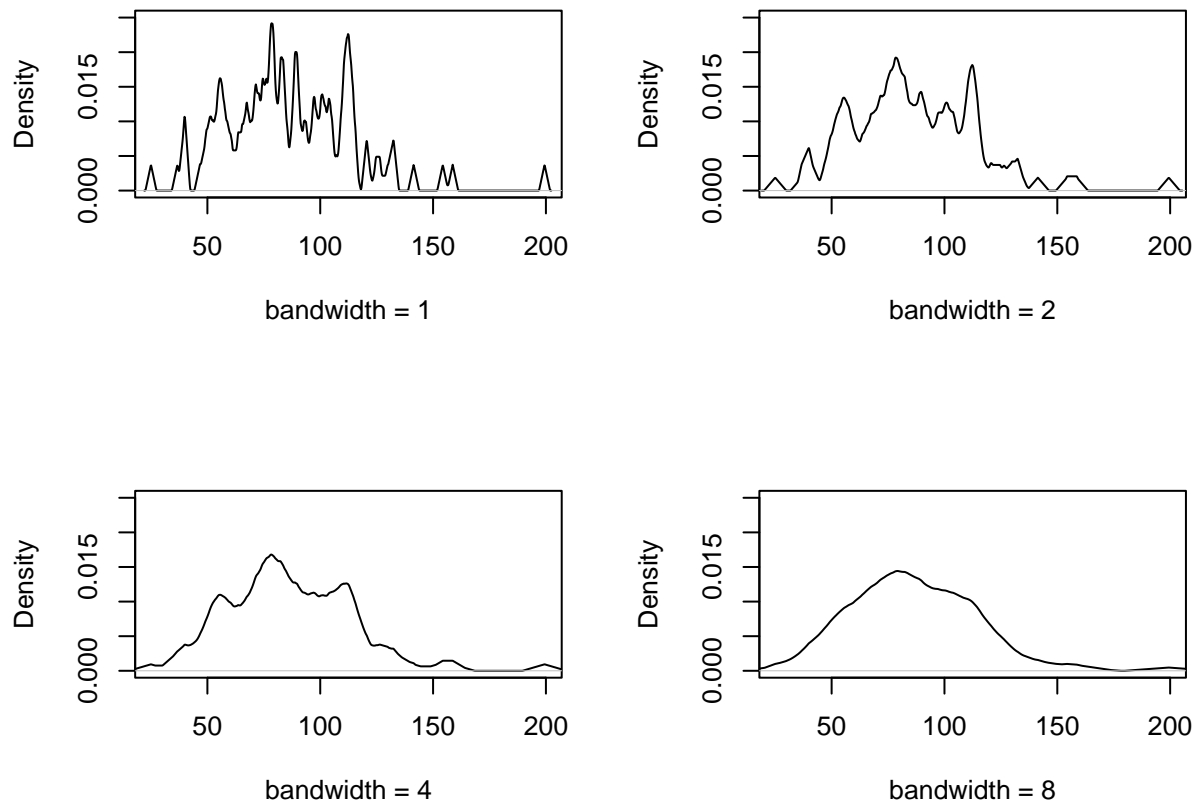 Density
0.000 0.015
50 100 150 200
bandwidth = 1
Density
0.000 0.015
50 100 150 200
bandwidth = 2
Density
0.000 0.015
50 100 150 200
bandwidth = 4
Density
0.000 0.015
50 100 150 200
bandwidth = 8